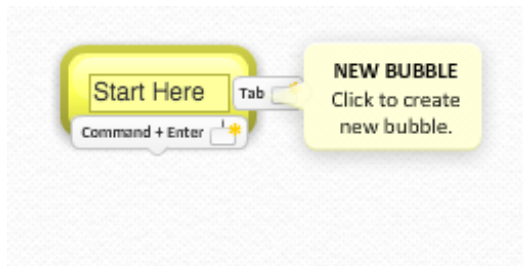 Start Here
Tab
Command + Enter
NEW BUBBLE
Click to create
new bubble.